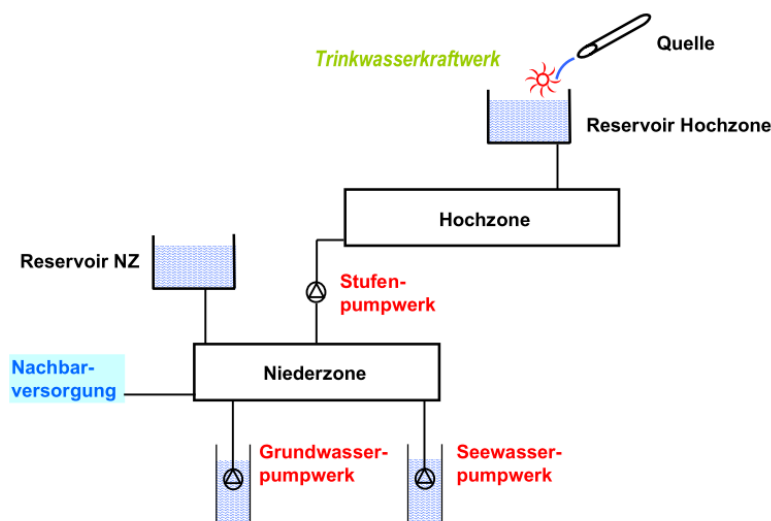 Quelle
Trinkwasserkraftwerk
Reservoir Hochzone
Hochzone
Reservoir NZ
Stufen-
pumpwerk
Nachbar-
versorgung
Niederzone
Grundwasser-
pumpwerk
Seewasser-
pumpwerk